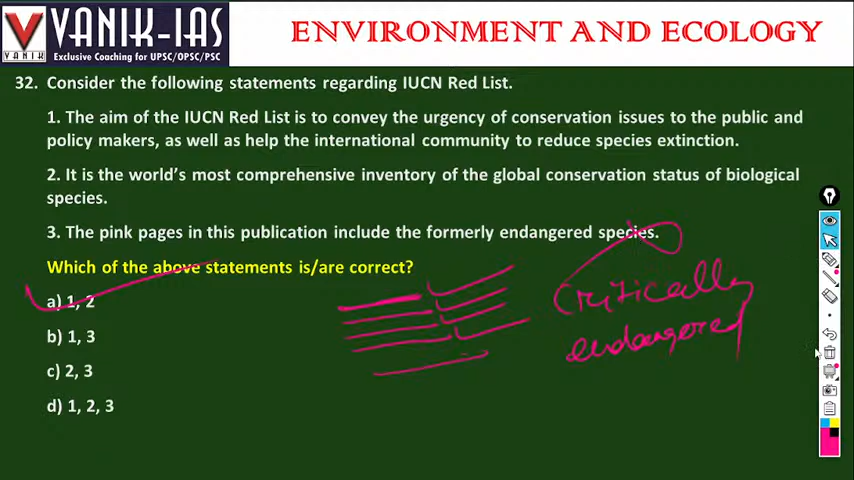 VANIK-IAS
VANIK
Exclusive Coaching for UPSC/OPSC/PSC
ENVIRONMENT AND ECOLOGY
32. Consider the following statements regarding IUCN Red List.
1. The aim of the IUCN Red List is to convey the urgency of conservation issues to the public and
policy makers, as well as help the international community to reduce species extinction.
2. It is the world's most comprehensive inventory of the global conservation status of biological
species.
3. The pink pages in this publication include the formerly endangered species.
Which of the above statements is/are correct?
a) 1, 2
b) 1, 3
c) 2, 3
d) 1, 2, 3
Critically
endangered